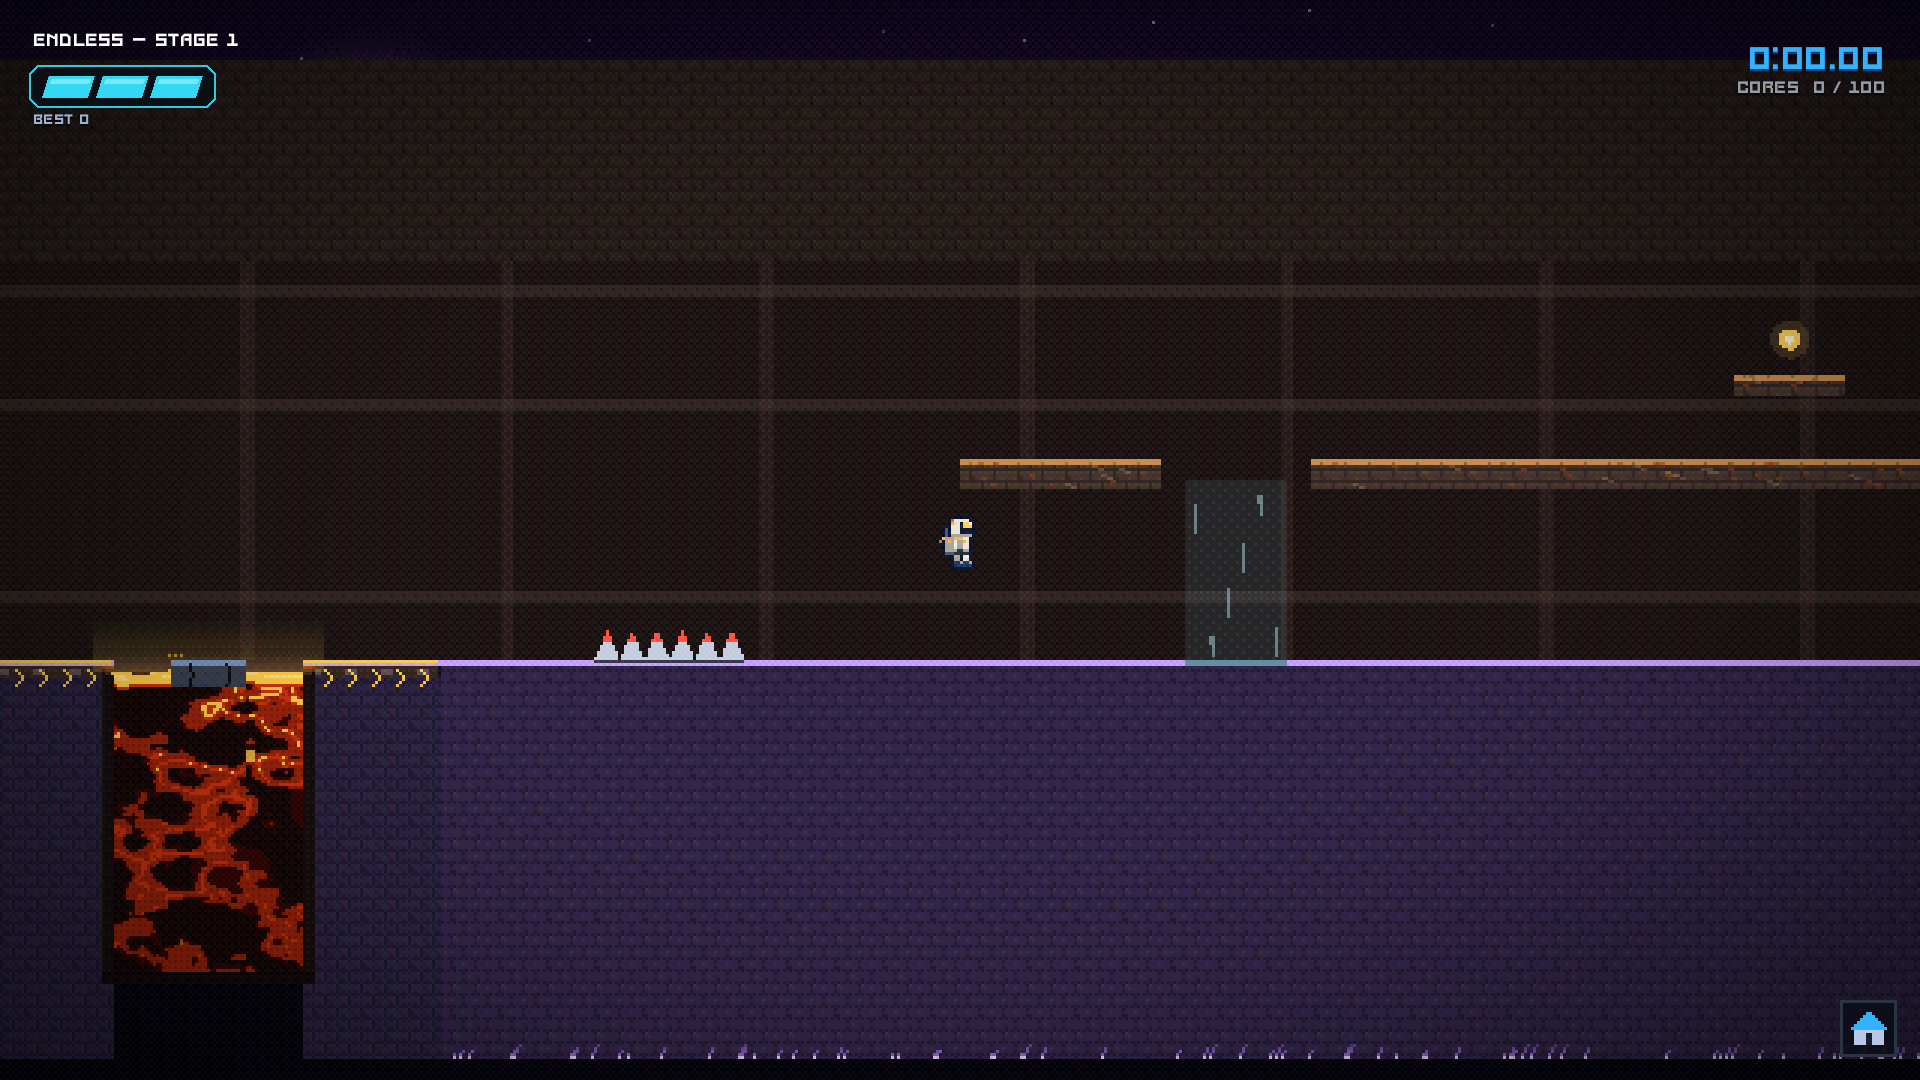 ENDLESS — STAGE 1
BEST 0
0:00.00
CORES 0 / 100